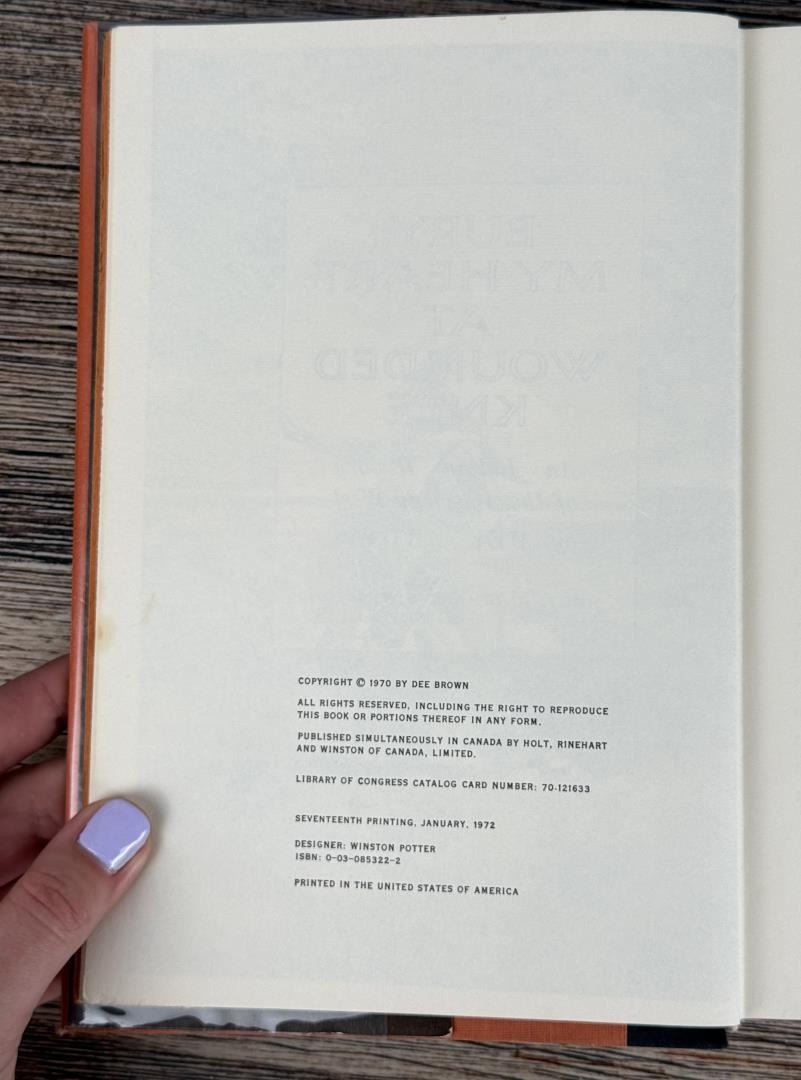 COPYRIGHT © 1970 BY DEE BROWN
ALL RIGHTS RESERVED, INCLUDING THE RIGHT TO REPRODUCE
THIS BOOK OR PORTIONS THEREOF IN ANY FORM.
PUBLISHED SIMULTANEOUSLY IN CANADA BY HOLT, RINEHART
AND WINSTON OF CANADA, LIMITED.
LIBRARY OF CONGRESS CATALOG CARD NUMBER: 70-121633
SEVENTEENTH PRINTING, JANUARY, 1972
DESIGNER: WINSTON POTTER
ISBN: 0-03-085322-2
PRINTED IN THE UNITED STATES OF AMERICA